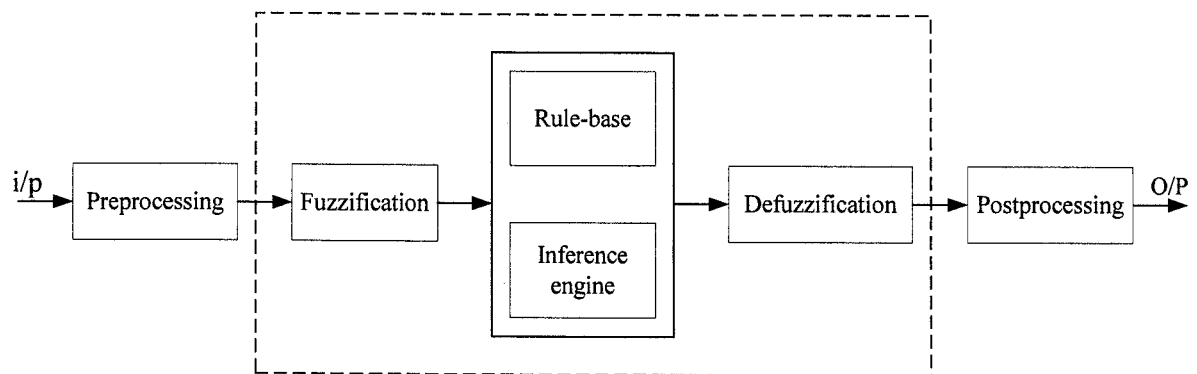 i/p
Preprocessing
Fuzzification
Rule-base
Inference
engine
Defuzzification
Postprocessing
O/P